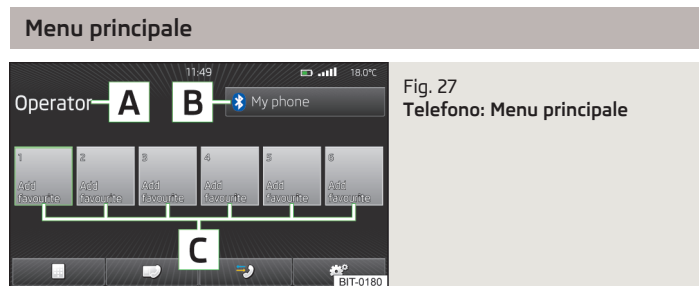 Menu principale
11:49 18.0°C
Operator A B My phone
1 2 3 4 5 6
Add Add Add Add Add Add
favourite favourite favourite favourite favourite favourite
C
BIT-0180
Fig. 27
Telefono: Menu principale